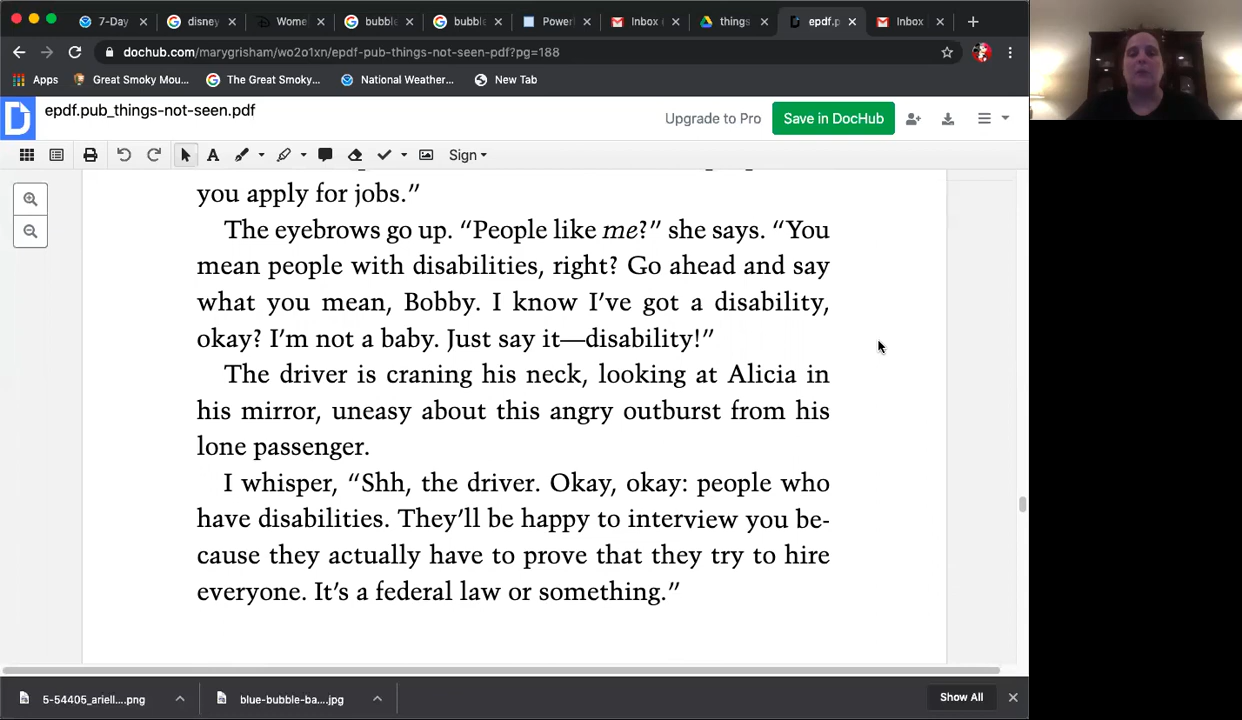 7-Day
disney
Wome
bubble
bubble
Powerl
Inbox
things
epdf.p
Inbox
dochub.com/marygrisham/wo2o1xn/epdf-pub-things-not-seen-pdf?pg=188
Apps
Great Smoky Mou...
The Great Smoky...
National Weather...
New Tab
epdf.pub_things-not-seen.pdf
Upgrade to Pro
Save in DocHub
Sign
you apply for jobs.”
The eyebrows go up. “People like me?” she says. “You
mean people with disabilities, right? Go ahead and say
what you mean, Bobby. I know I’ve got a disability,
okay? I’m not a baby. Just say it—disability!”
The driver is craning his neck, looking at Alicia in
his mirror, uneasy about this angry outburst from his
lone passenger.
I whisper, “Shh, the driver. Okay, okay: people who
have disabilities. They’ll be happy to interview you be-
cause they actually have to prove that they try to hire
everyone. It’s a federal law or something.”
5-54405_ariell....png
blue-bubble-ba....jpg
Show All